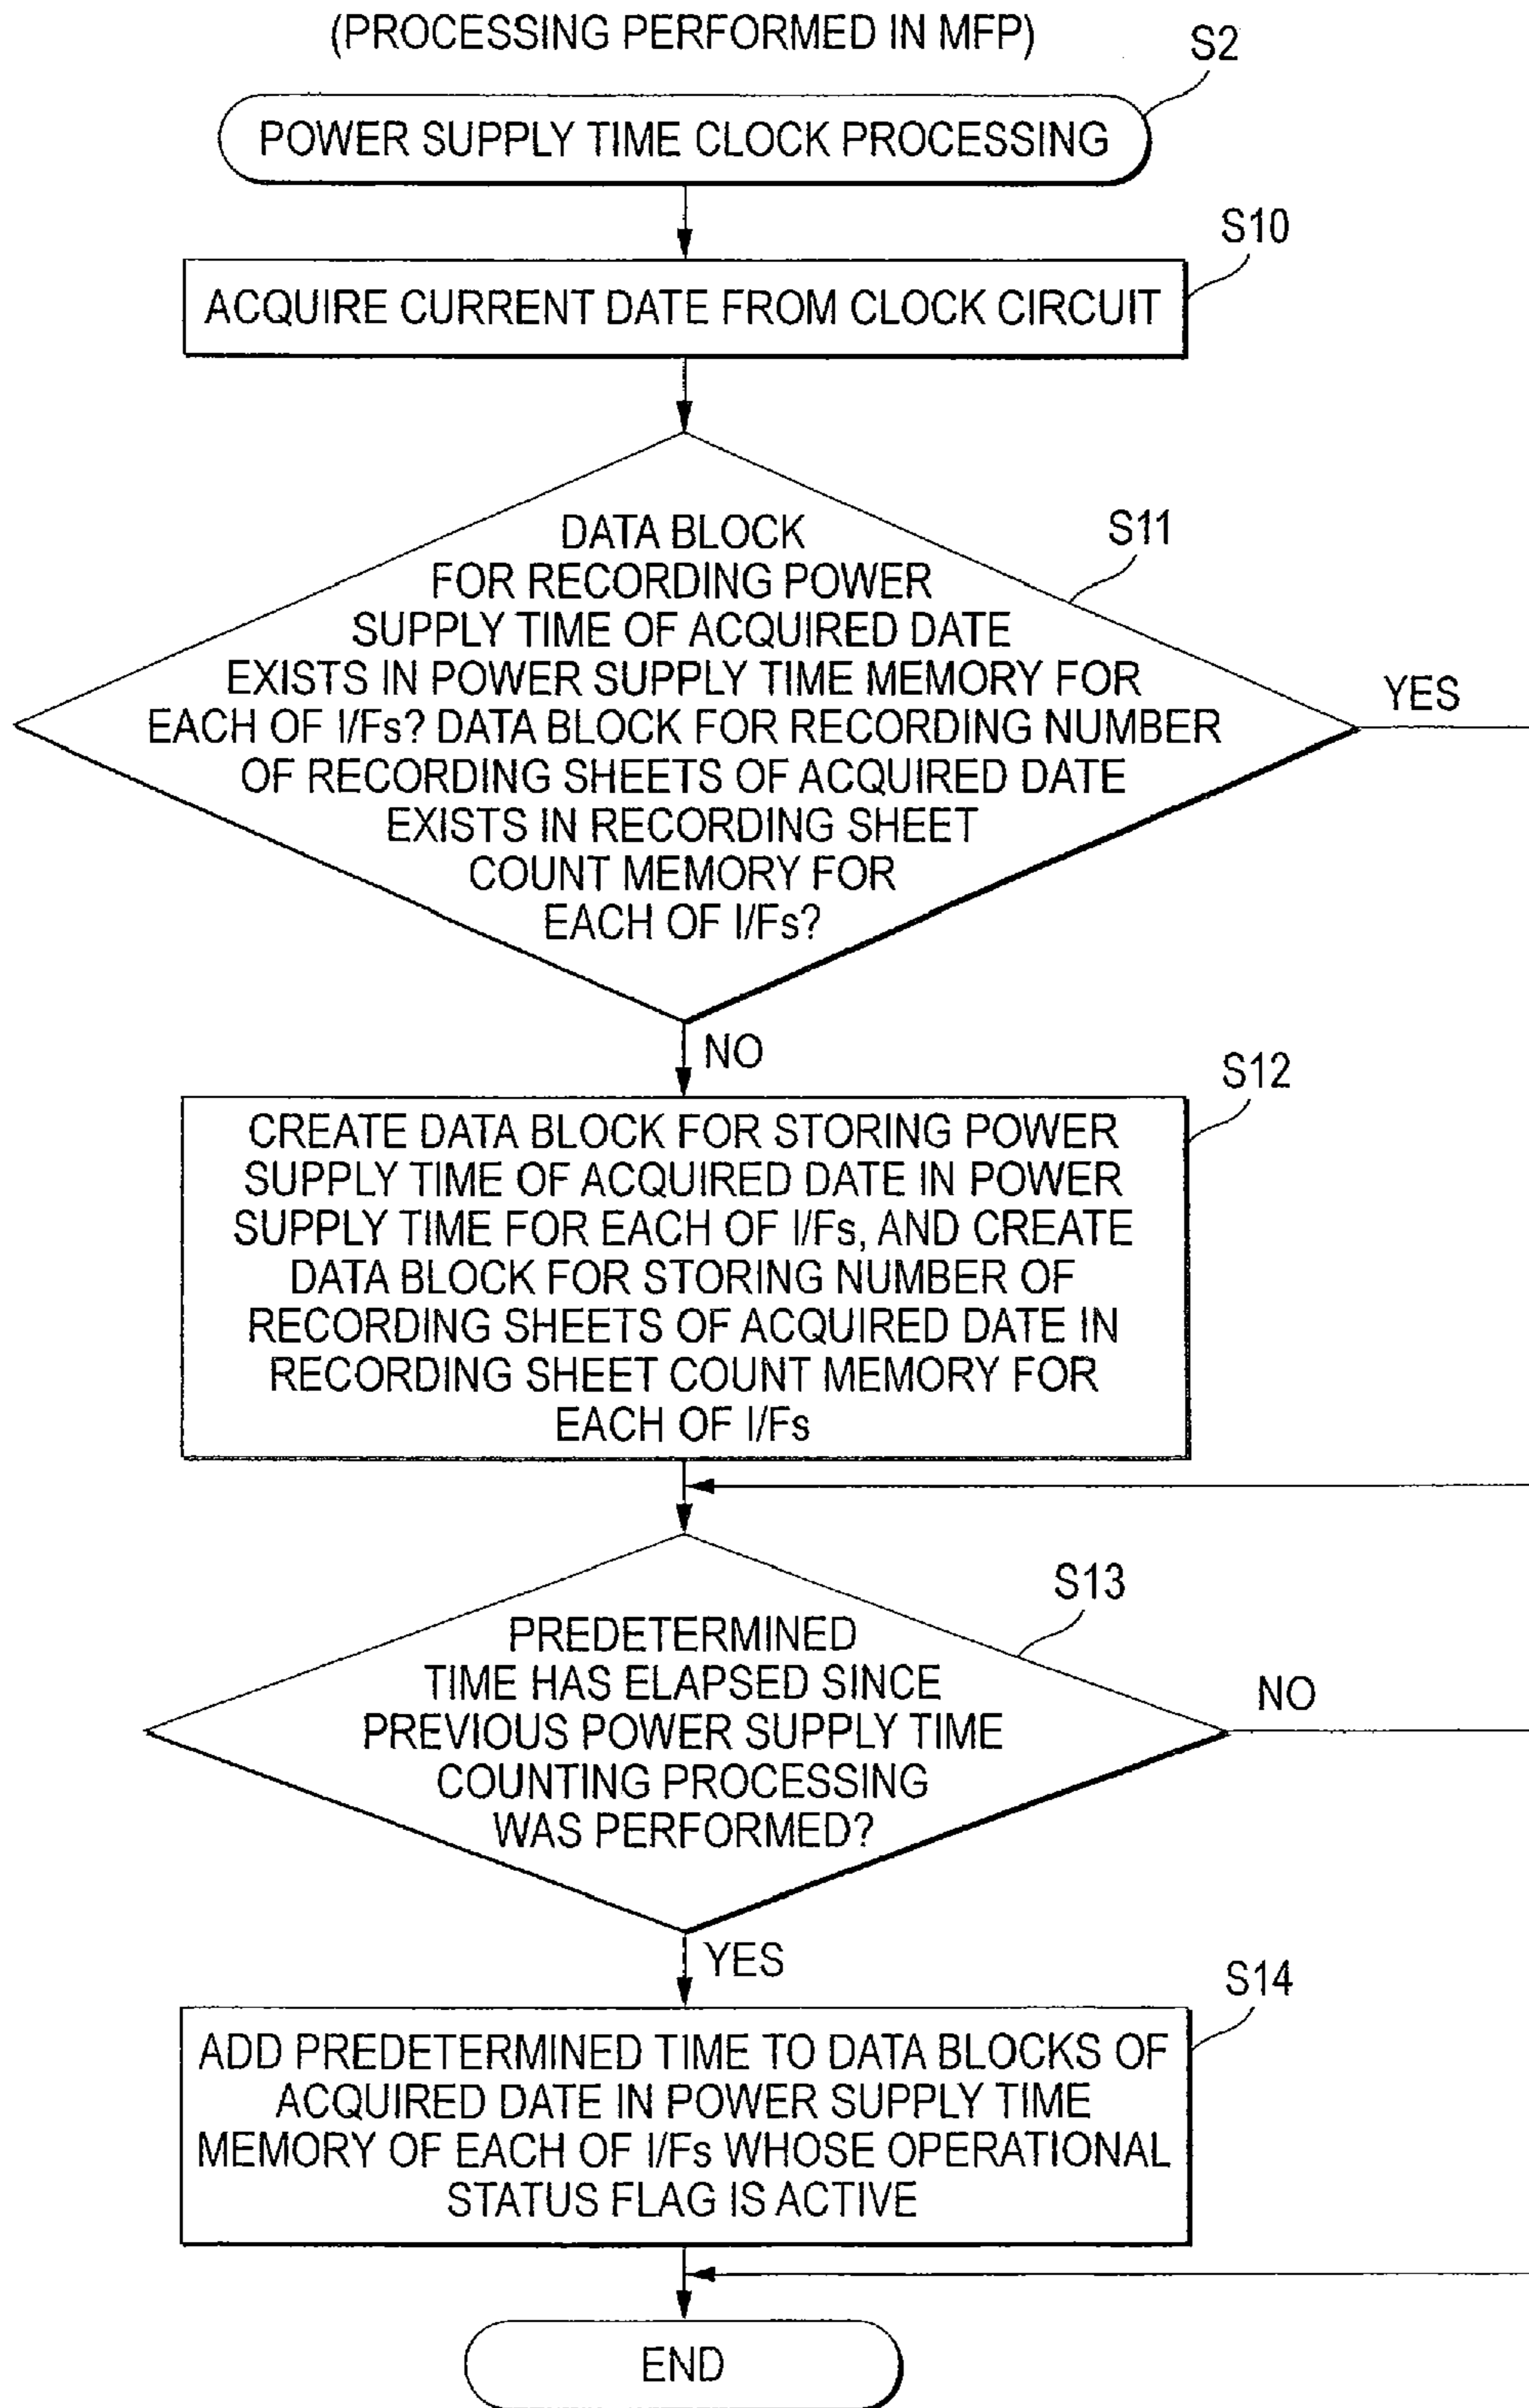 (PROCESSING PERFORMED IN MFP)
S2
POWER SUPPLY TIME CLOCK PROCESSING
S10
ACQUIRE CURRENT DATE FROM CLOCK CIRCUIT
S11
DATA BLOCK
FOR RECORDING POWER
SUPPLY TIME OF ACQUIRED DATE
EXISTS IN POWER SUPPLY TIME MEMORY FOR
EACH OF I/Fs? DATA BLOCK FOR RECORDING NUMBER
OF RECORDING SHEETS OF ACQUIRED DATE
EXISTS IN RECORDING SHEET
COUNT MEMORY FOR
EACH OF I/Fs?
YES
NO
S12
CREATE DATA BLOCK FOR STORING POWER
SUPPLY TIME OF ACQUIRED DATE IN POWER
SUPPLY TIME FOR EACH OF I/Fs, AND CREATE
DATA BLOCK FOR STORING NUMBER OF
RECORDING SHEETS OF ACQUIRED DATE IN
RECORDING SHEET COUNT MEMORY FOR
EACH OF I/Fs
S13
PREDETERMINED
TIME HAS ELAPSED SINCE
PREVIOUS POWER SUPPLY TIME
COUNTING PROCESSING
WAS PERFORMED?
NO
YES
S14
ADD PREDETERMINED TIME TO DATA BLOCKS OF
ACQUIRED DATE IN POWER SUPPLY TIME
MEMORY OF EACH OF I/Fs WHOSE OPERATIONAL
STATUS FLAG IS ACTIVE
END